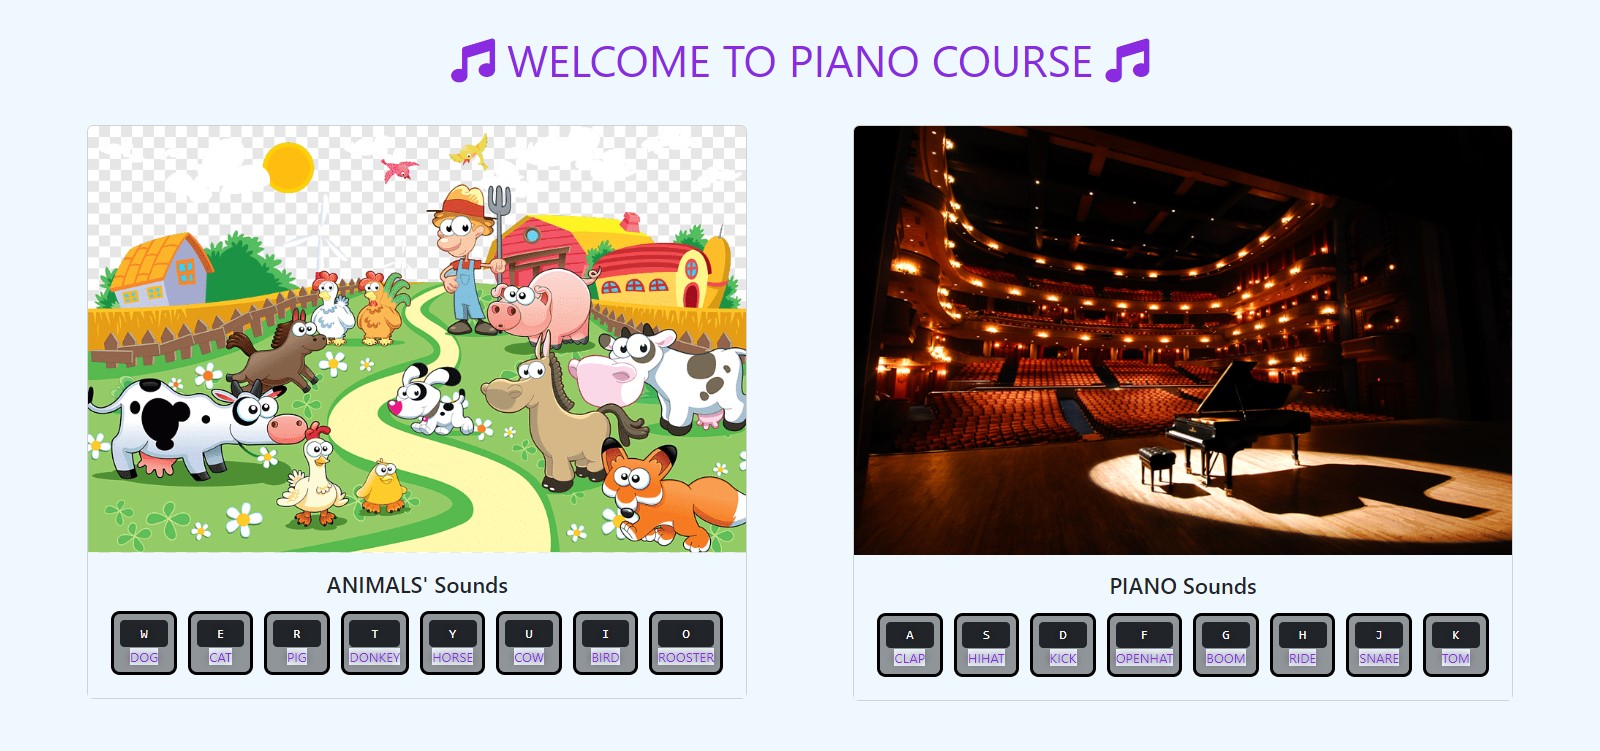 WELCOME TO PIANO COURSE
ANIMALS' Sounds
W E R T Y U I O
DOG CAT PIG DONKEY HORSE COW BIRD ROOSTER
PIANO Sounds
A S D F G H J K
CLAP HIHAT KICK OPENHAT BOOM RIDE SNARE TOM